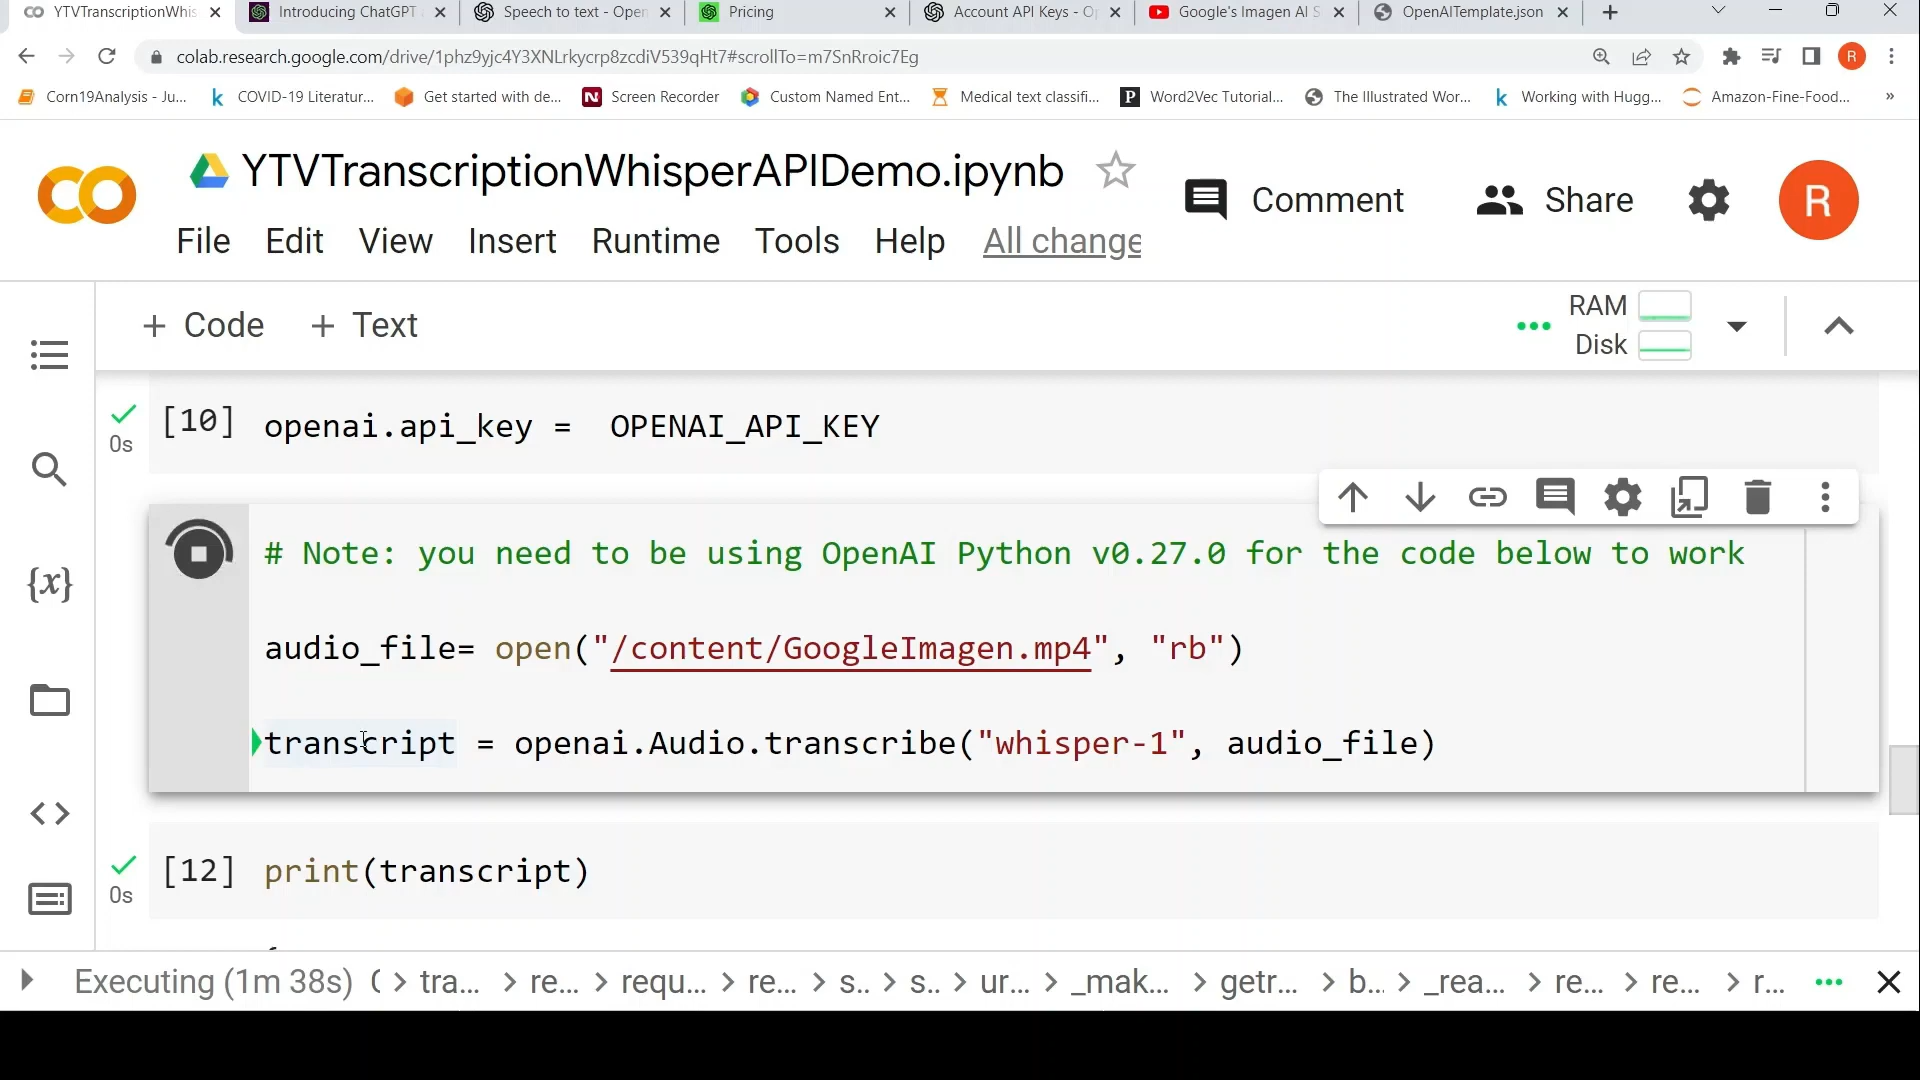 YTVTranscriptionWhis
Introducing ChatGPT
Speech to text - Open
Pricing
Account API Keys - Op
Google's Imagen AI S
OpenAITemplate.json
colab.research.google.com/drive/1phz9yjc4Y3XNLrkycrp8zcdiV539qHt7#scrollTo=m7SnRroic7Eg
R
Corn19Analysis - Ju...
COVID-19 Literatur...
Get started with de...
Screen Recorder
Custom Named Ent...
Medical text classifi...
Word2Vec Tutorial...
The Illustrated Wor...
Working with Hugg...
Amazon-Fine-Food...
»
YTVTranscriptionWhisperAPIDemo.ipynb
Comment
Share
R
File Edit View Insert Runtime Tools Help All change
+ Code + Text
RAM
Disk
[10] openai.api_key = OPENAI_API_KEY
0s
# Note: you need to be using OpenAI Python v0.27.0 for the code below to work
audio_file= open("/content/GoogleImagen.mp4", "rb")
transcript = openai.Audio.transcribe("whisper-1", audio_file)
{x}
[12] print(transcript)
0s
Executing (1m 38s) > tra... > re... > requ... > re... > s.. > s.. > ur... > _mak... > getr... > b... > _rea... > re... > re... > r...